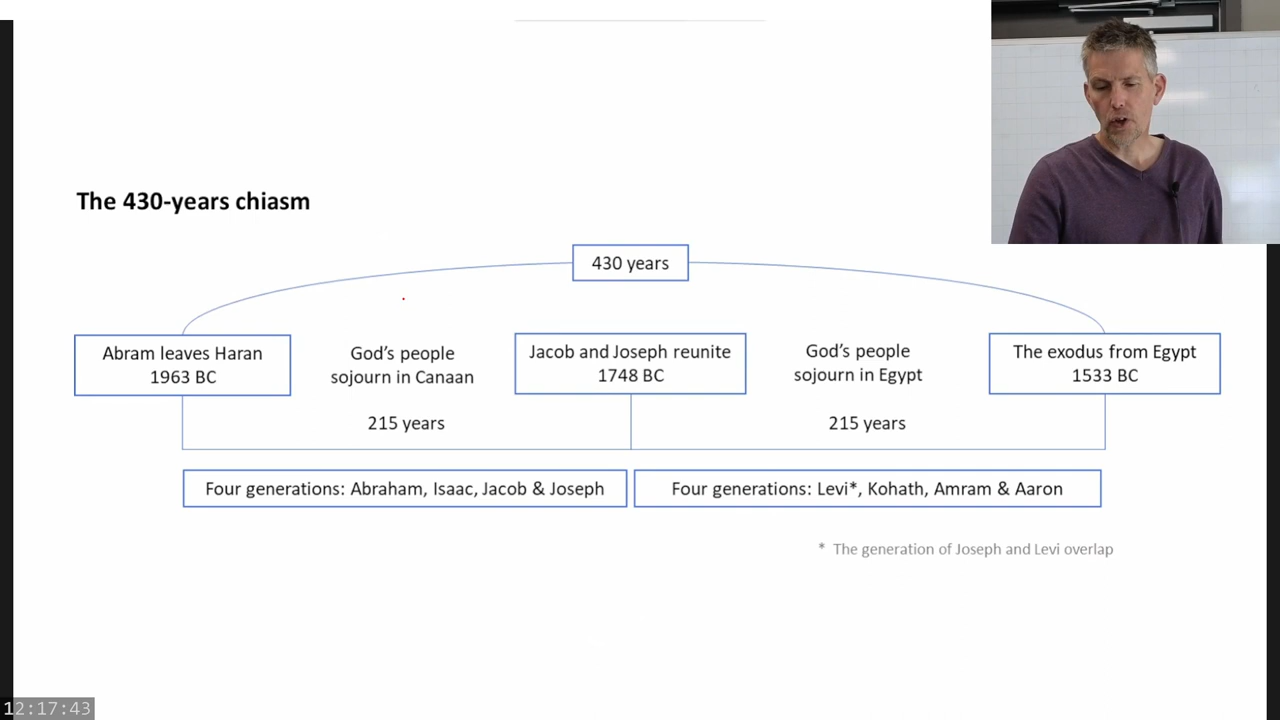 The 430-years chiasm
430 years
Abram leaves Haran
1963 BC
God's people
sojourn in Canaan
Jacob and Joseph reunite
1748 BC
God's people
sojourn in Egypt
The exodus from Egypt
1533 BC
215 years
215 years
Four generations: Abraham, Isaac, Jacob & Joseph
Four generations: Levi*, Kohath, Amram & Aaron
* The generation of Joseph and Levi overlap
12:17:43